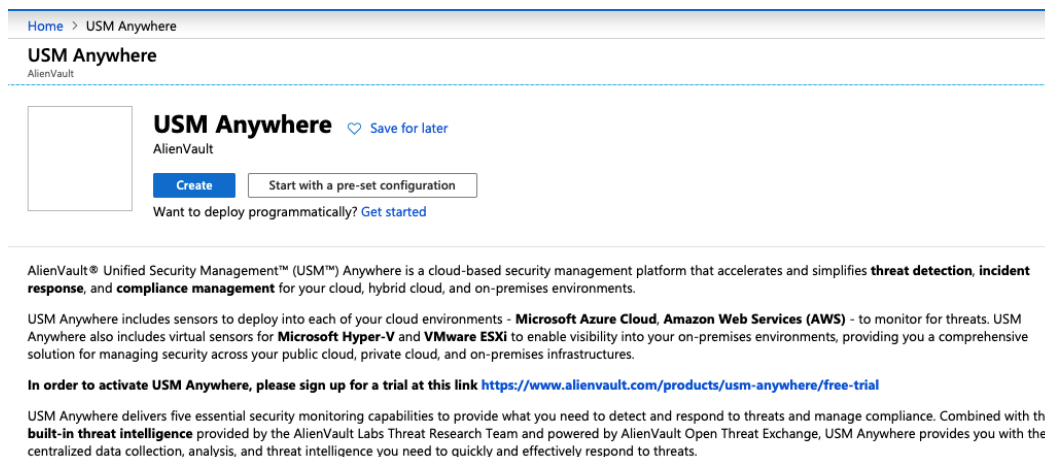 Home > USM Anywhere
USM Anywhere
AlienVault
USM Anywhere ♡ Save for later
AlienVault
Create Start with a pre-set configuration
Want to deploy programmatically? Get started
AlienVault® Unified Security Management™ (USM™) Anywhere is a cloud-based security management platform that accelerates and simplifies threat detection, incident
response, and compliance management for your cloud, hybrid cloud, and on-premises environments.
USM Anywhere includes sensors to deploy into each of your cloud environments - Microsoft Azure Cloud, Amazon Web Services (AWS) - to monitor for threats. USM
Anywhere also includes virtual sensors for Microsoft Hyper-V and VMware ESXi to enable visibility into your on-premises environments, providing you a comprehensive
solution for managing security across your public cloud, private cloud, and on-premises infrastructures.
In order to activate USM Anywhere, please sign up for a trial at this link https://www.alienvault.com/products/usm-anywhere/free-trial
USM Anywhere delivers five essential security monitoring capabilities to provide what you need to detect and respond to threats and manage compliance. Combined with th
built-in threat intelligence provided by the AlienVault Labs Threat Research Team and powered by AlienVault Open Threat Exchange, USM Anywhere provides you with the
centralized data collection, analysis, and threat intelligence you need to quickly and effectively respond to threats.